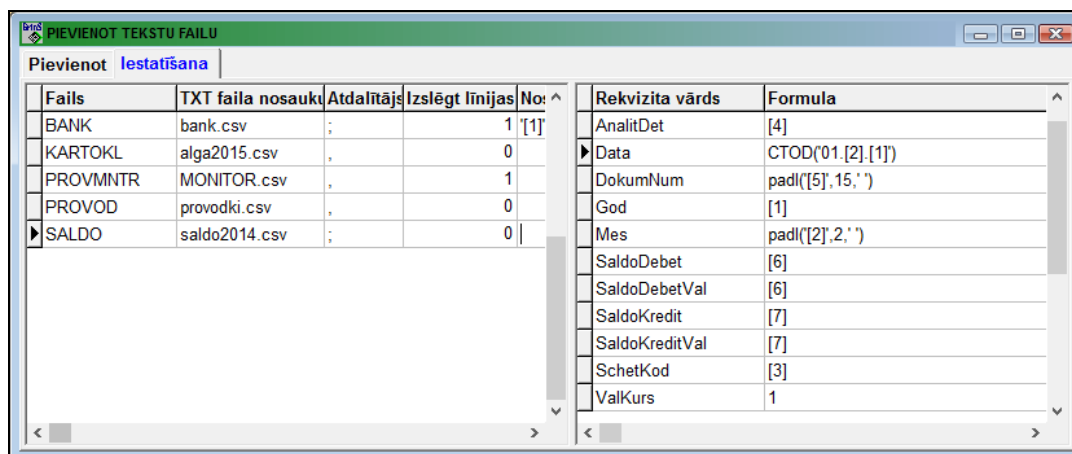 PIEVIENOT TEKSTU FAILU
Pievienot Iestatīšana
Fails TXT faila nosauku Atdalītājs Izslēgt līnijas Nos
BANK bank.csv ; 1 '[1]'
KARTOKL alga2015.csv , 0
PROVMNTR MONITOR.csv , 1
PROVOD provodki.csv , 0
SALDO saldo2014.csv ; 0
Rekvizita vārds Formula
AnalitDet [4]
Data CTOD('01.[2].[1]')
DokumNum padl('[5]',15,' ')
God [1]
Mes padl('[2]',2,' ')
SaldoDebet [6]
SaldoDebetVal [6]
SaldoKredit [7]
SaldoKreditVal [7]
SchetKod [3]
ValKurs 1